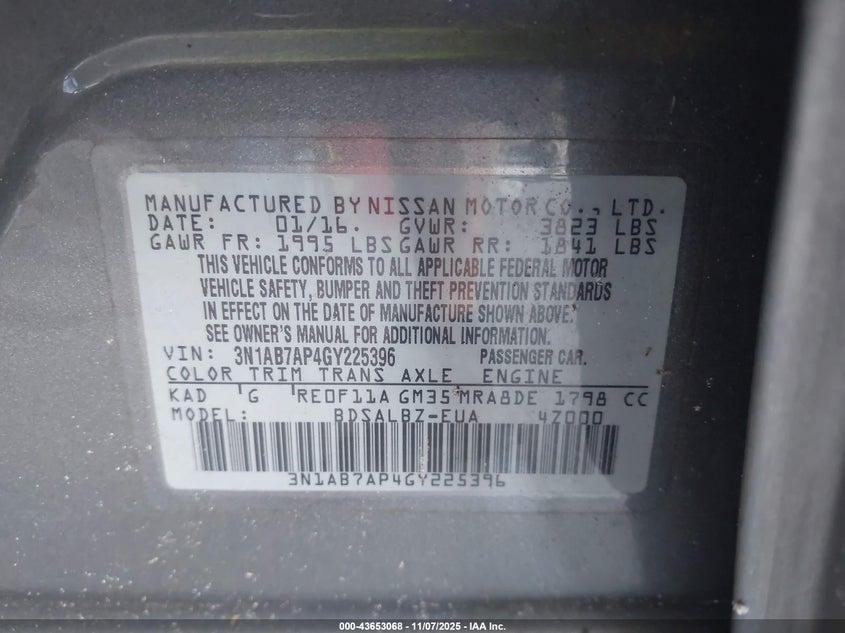 MANUFACTURED BY NISSAN MOTOR CO., LTD.
DATE: 01/16. GVWR: 3823 LBS
GAWR FR: 1995 LBS GAWR RR: 1841 LBS
THIS VEHICLE CONFORMS TO ALL APPLICABLE FEDERAL MOTOR
VEHICLE SAFETY, BUMPER AND THEFT PREVENTION STANDARDS
IN EFFECT ON THE DATE OF MANUFACTURE SHOWN ABOVE.
SEE OWNER'S MANUAL FOR ADDITIONAL INFORMATION.
VIN: 3N1AB7AP4GY225396 PASSENGER CAR.
COLOR TRIM TRANS AXLE ENGINE
KAD G RE0F11A GM35 MRA8DE 1798 CC
MODEL: BDSALBZ-EUA 4Z000
3N1AB7AP4GY225396
000-43653068 - 11/07/2025 - IAA Inc.